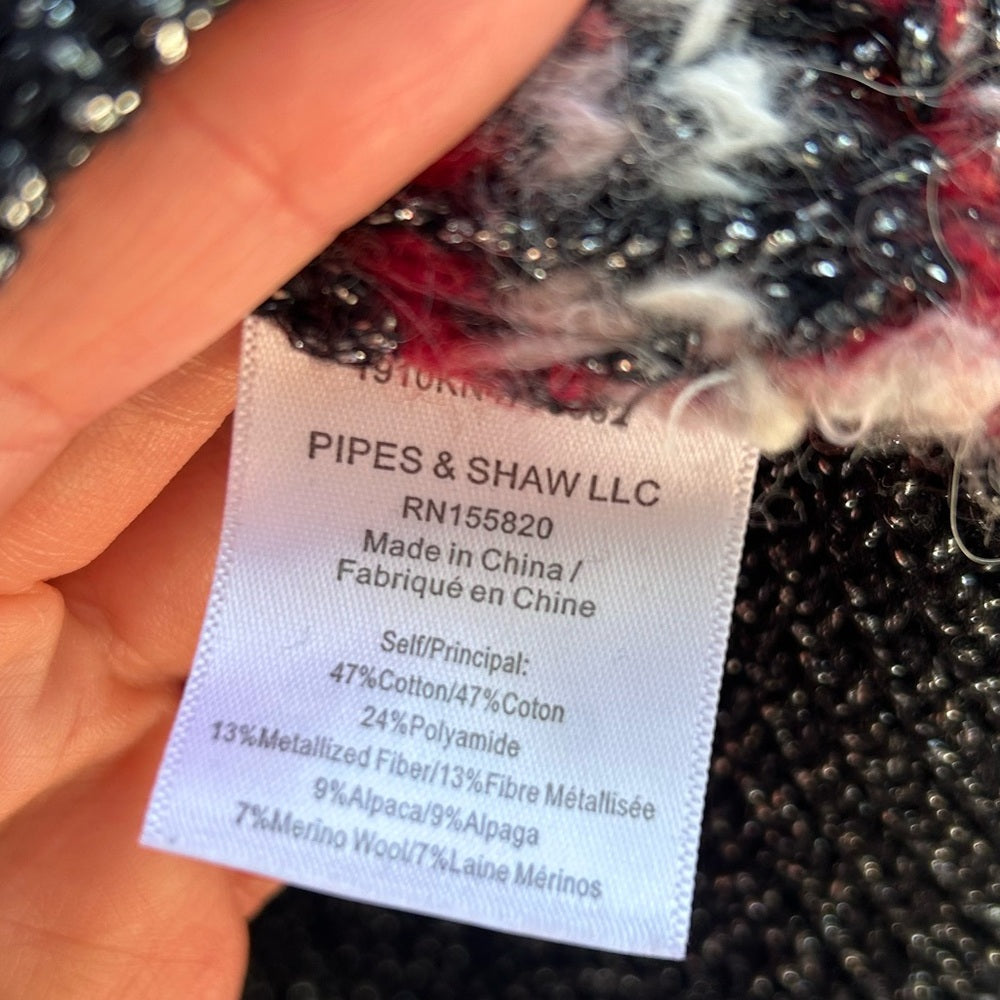 PIPES & SHAW LLC
RN155820
Made in China /
Fabriqué en Chine
Self/Principal:
47%Cotton/47%Coton
24%Polyamide
13%Metallized Fiber/13%Fibre Métallisée
9%Alpaca/9%Alpaga
7%Merino Wool/7%Laine Mérinos